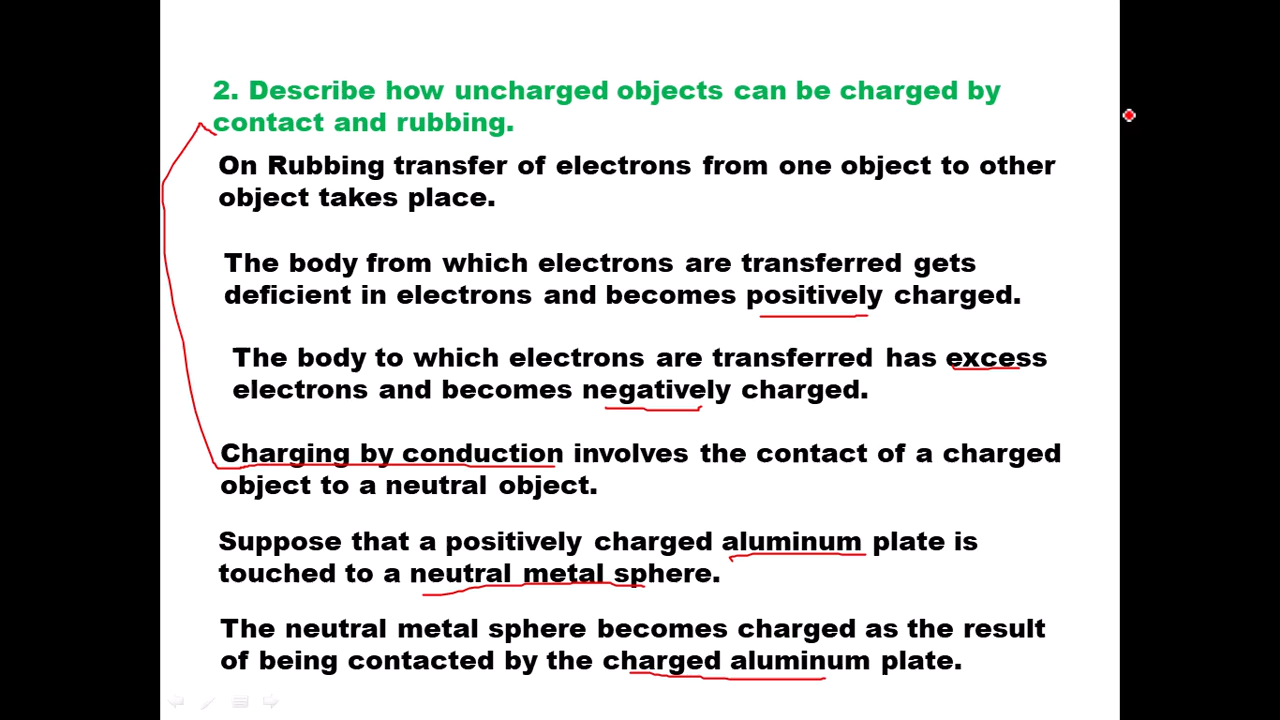 2. Describe how uncharged objects can be charged by
contact and rubbing.
On Rubbing transfer of electrons from one object to other
object takes place.
The body from which electrons are transferred gets
deficient in electrons and becomes positively charged.
The body to which electrons are transferred has excess
electrons and becomes negatively charged.
Charging by conduction involves the contact of a charged
object to a neutral object.
Suppose that a positively charged aluminum plate is
touched to a neutral metal sphere.
The neutral metal sphere becomes charged as the result
of being contacted by the charged aluminum plate.